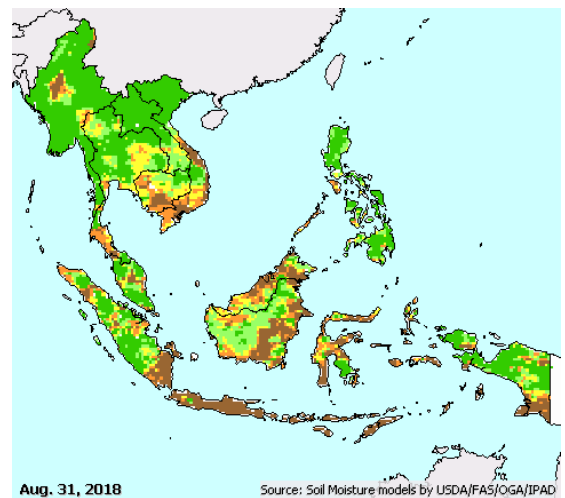 Aug. 31, 2018
Source: Soil Moisture models by USDA/FAS/OGA/IPAD